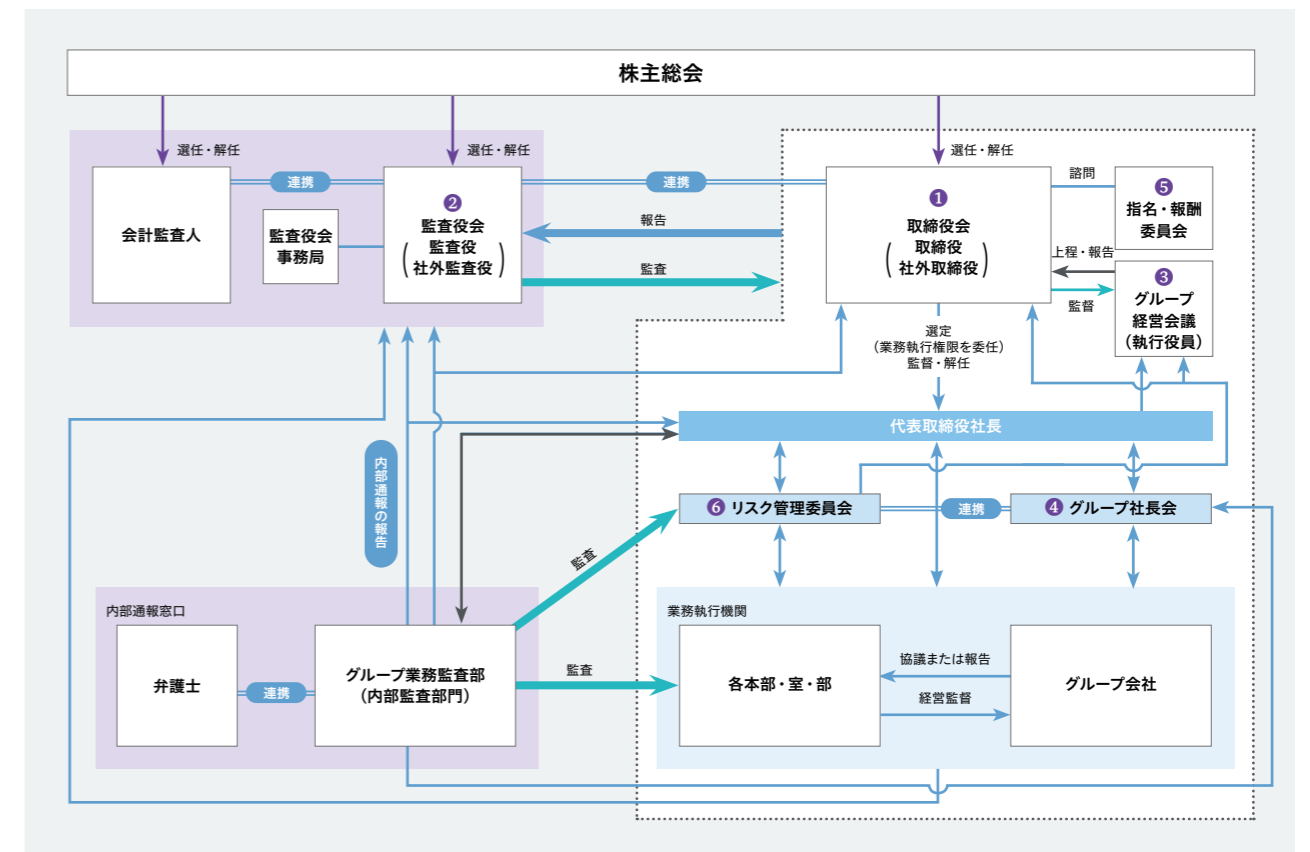 株主総会
選任・解任
選任・解任
選任・解任
会計監査人
連携
監査役会
事務局
❷
監査役会
監査役
(社外監査役)
連携
報告
監査
❶
取締役会
取締役
(社外取締役)
諮問
❺
指名・報酬
委員会
上程・報告
監督
❸
グループ
経営会議
(執行役員)
選定
(業務執行権限を委任)
監督・解任
代表取締役社長
内部通報の報告
❻ リスク管理委員会
連携
❹ グループ社長会
監査
内部通報窓口
弁護士
連携
グループ業務監査部
(内部監査部門)
監査
業務執行機関
各本部・室・部
協議または報告
経営監督
グループ会社